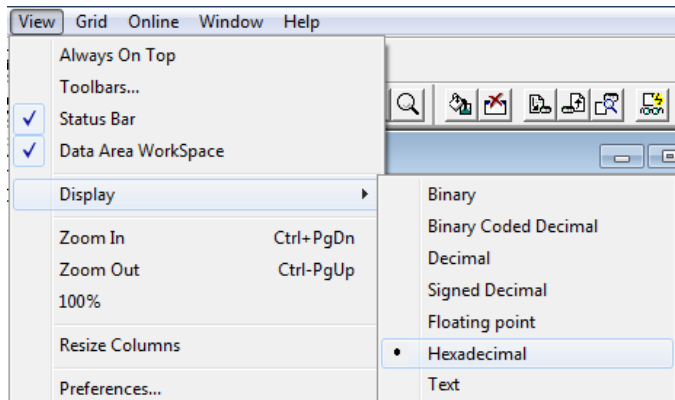 View Grid Online Window Help
Always On Top
Toolbars...
Status Bar
Data Area WorkSpace
Display
Zoom In Ctrl+PgDn
Zoom Out Ctrl-PgUp
100%
Resize Columns
Preferences...
Binary
Binary Coded Decimal
Decimal
Signed Decimal
Floating point
Hexadecimal
Text